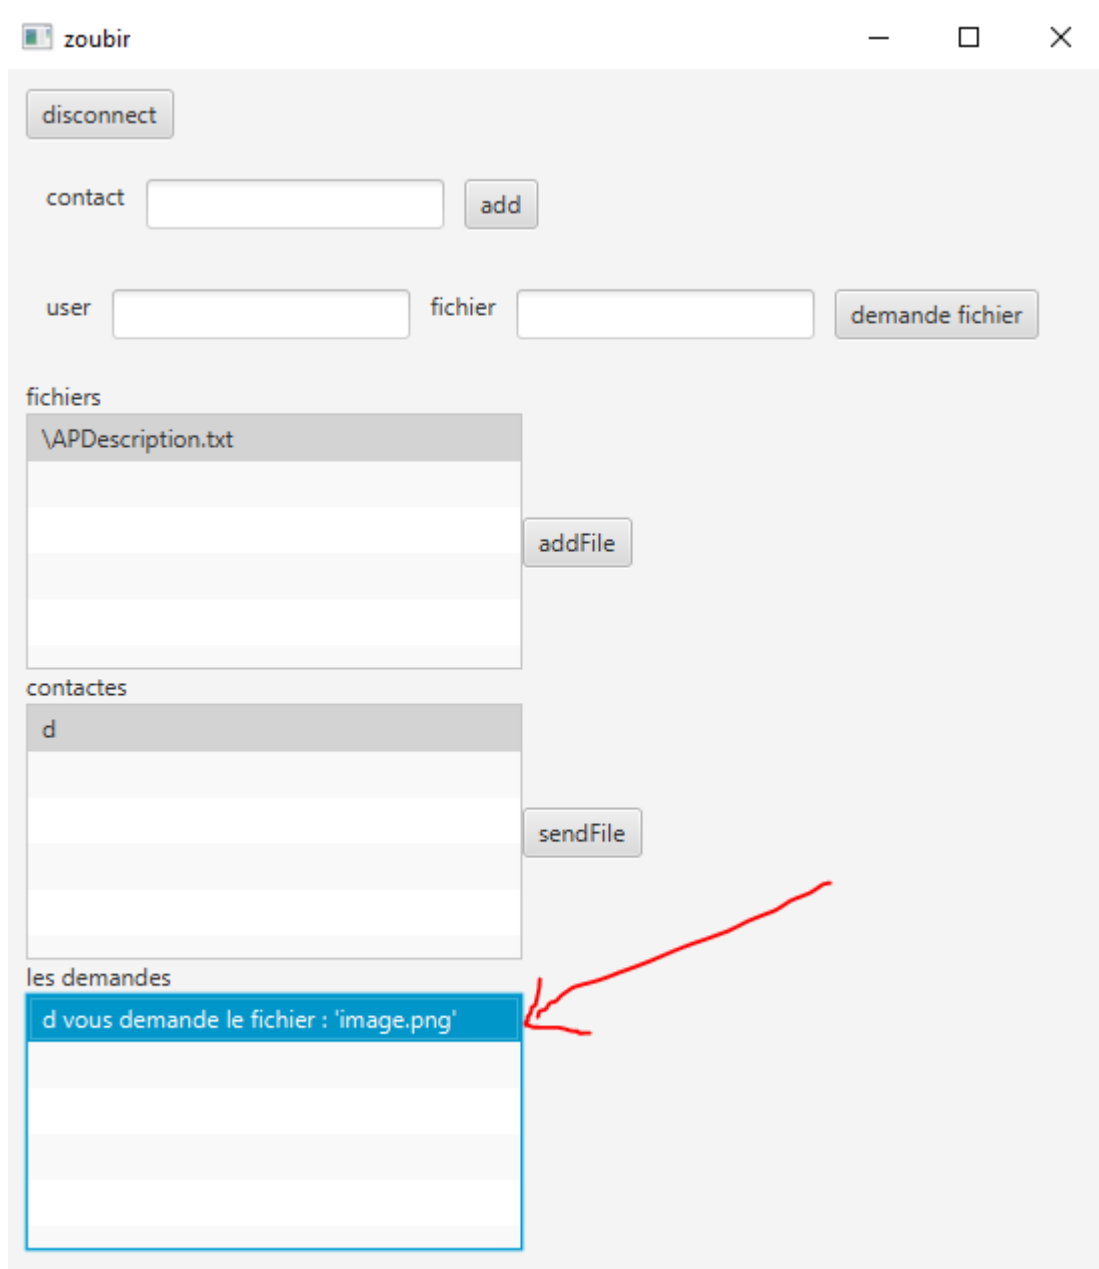 zoubir
disconnect
contact add
user fichier demande fichier
fichiers
\APDescription.txt
addFile
contactes
d
sendFile
les demandes
d vous demande le fichier : 'image.png'